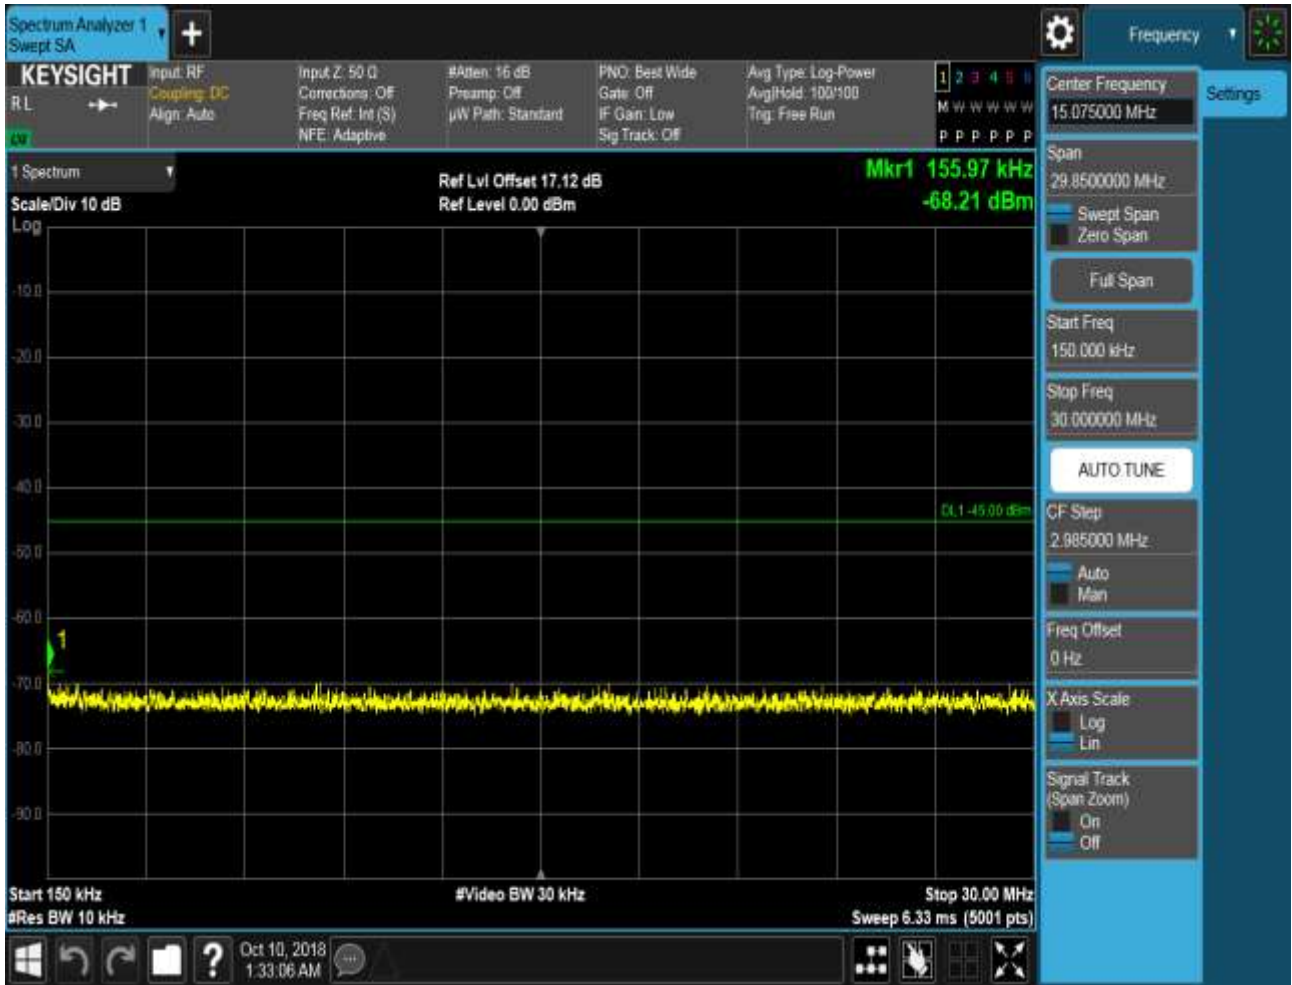 Spectrum Analyzer 1
Swept SA
+
Frequency
KEYSIGHT
RL
Input: RF
Coupling: DC
Align: Auto
Input Z: 50 Ω
Corrections: Off
Freq Ref: Int (S)
NFE: Adaptive
#Atten: 16 dB
Preamp: Off
µW Path: Standard
PNO: Best Wide
Gate: Off
IF Gain: Low
Sig Track: Off
Avg Type: Log-Power
Avg|Hold: 100/100
Trig: Free Run
1 2 3 4 5 6
M W W W W W
P P P P P P
1 Spectrum
Scale/Div 10 dB
Log
Ref Lvl Offset 17.12 dB
Ref Level 0.00 dBm
Mkr1 155.97 kHz
-68.21 dBm
-10.0
-20.0
-30.0
-40.0
DL1 -45.00 dBm
-50.0
-60.0
1
-70.0
-80.0
-90.0
Start 150 kHz
#Video BW 30 kHz
Stop 30.00 MHz
#Res BW 10 kHz
Sweep 6.33 ms (5001 pts)
Center Frequency
15.075000 MHz
Settings
Span
29.8500000 MHz
Swept Span
Zero Span
Full Span
Start Freq
150.000 kHz
Stop Freq
30.000000 MHz
AUTO TUNE
CF Step
2.985000 MHz
Auto
Man
Freq Offset
0 Hz
X Axis Scale
Log
Lin
Signal Track
(Span Zoom)
On
Off
?
Oct 10, 2018
1:33:06 AM